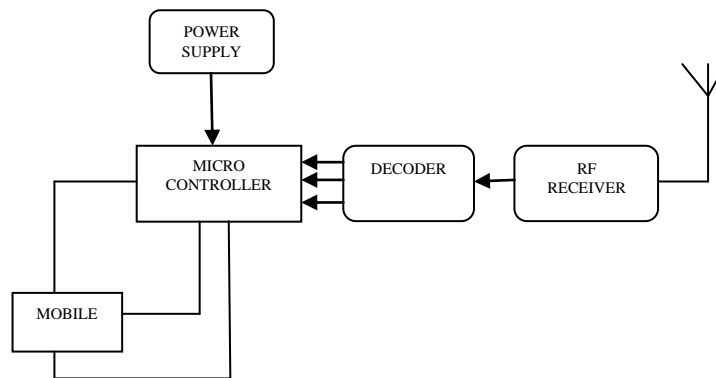 POWER
SUPPLY
MICRO
CONTROLLER
DECODER
RF
RECEIVER
MOBILE